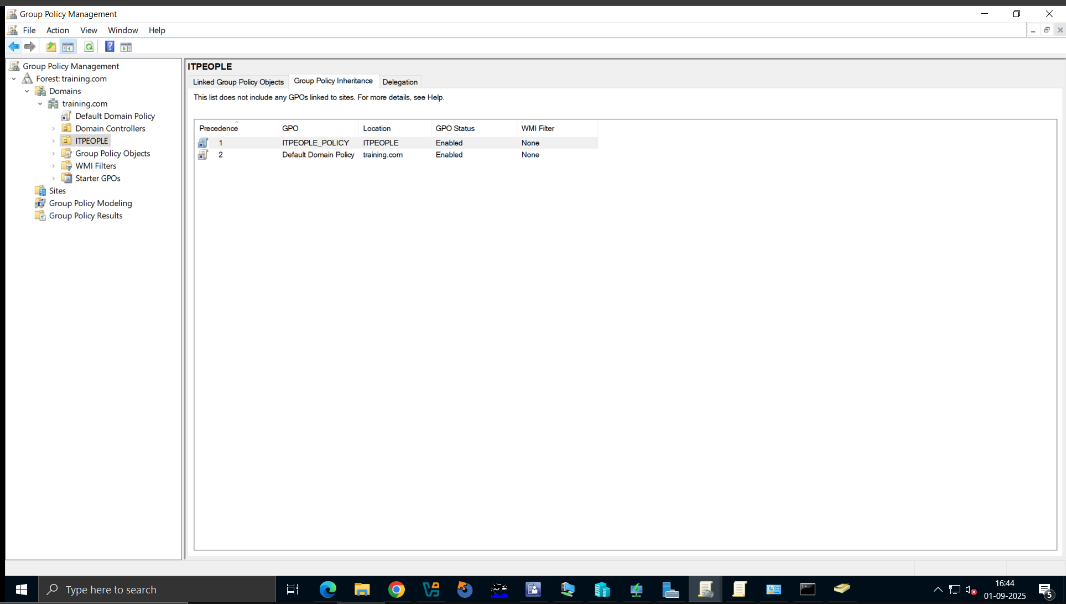 Group Policy Management
File Action View Window Help
Group Policy Management
Forest: training.com
Domains
training.com
Default Domain Policy
Domain Controllers
ITPEOPLE
Group Policy Objects
WMI Filters
Starter GPOs
Sites
Group Policy Modeling
Group Policy Results
ITPEOPLE
Linked Group Policy Objects Group Policy Inheritance Delegation
This list does not include any GPOs linked to sites. For more details, see Help.
Precedence GPO Location GPO Status WMI Filter
1 ITPEOPLE_POLICY ITPEOPLE Enabled None
2 Default Domain Policy training.com Enabled None
Type here to search
16:44
01-09-2025
5